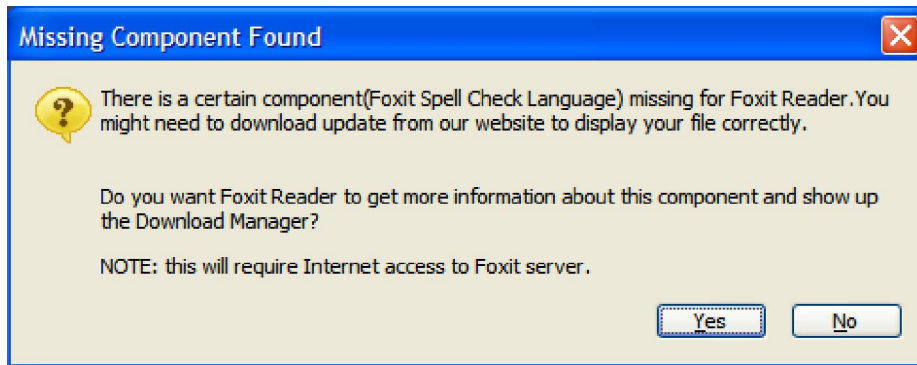 Missing Component Found
There is a certain component(Foxit Spell Check Language) missing for Foxit Reader.You
might need to download update from our website to display your file correctly.
Do you want Foxit Reader to get more information about this component and show up
the Download Manager?
NOTE: this will require Internet access to Foxit server.
Yes No